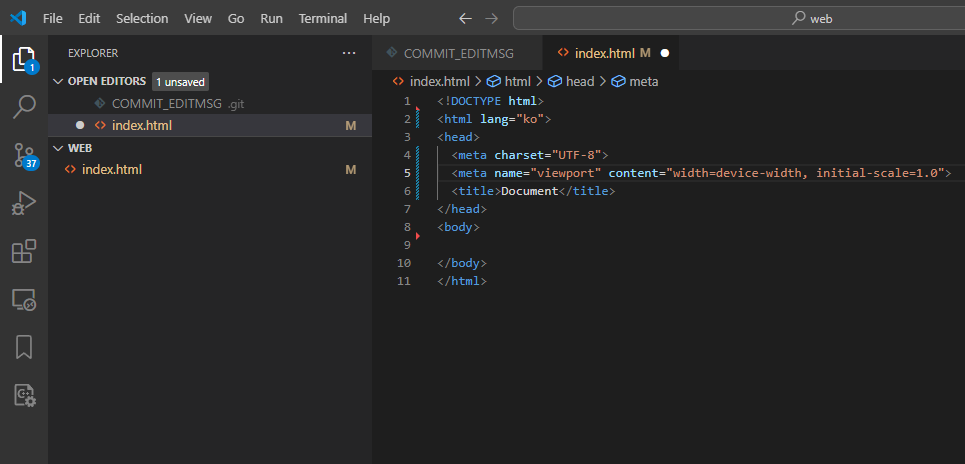 File Edit Selection View Go Run Terminal Help
web
EXPLORER
OPEN EDITORS 1 unsaved
COMMIT_EDITMSG .git
index.html M
WEB
index.html M
1
37
COMMIT_EDITMSG
index.html M
index.html > html > head > meta
1 <!DOCTYPE html>
2 <html lang="ko">
3 <head>
4 <meta charset="UTF-8">
5 <meta name="viewport" content="width=device-width, initial-scale=1.0">
6 <title>Document</title>
7 </head>
8 <body>
9
10 </body>
11 </html>